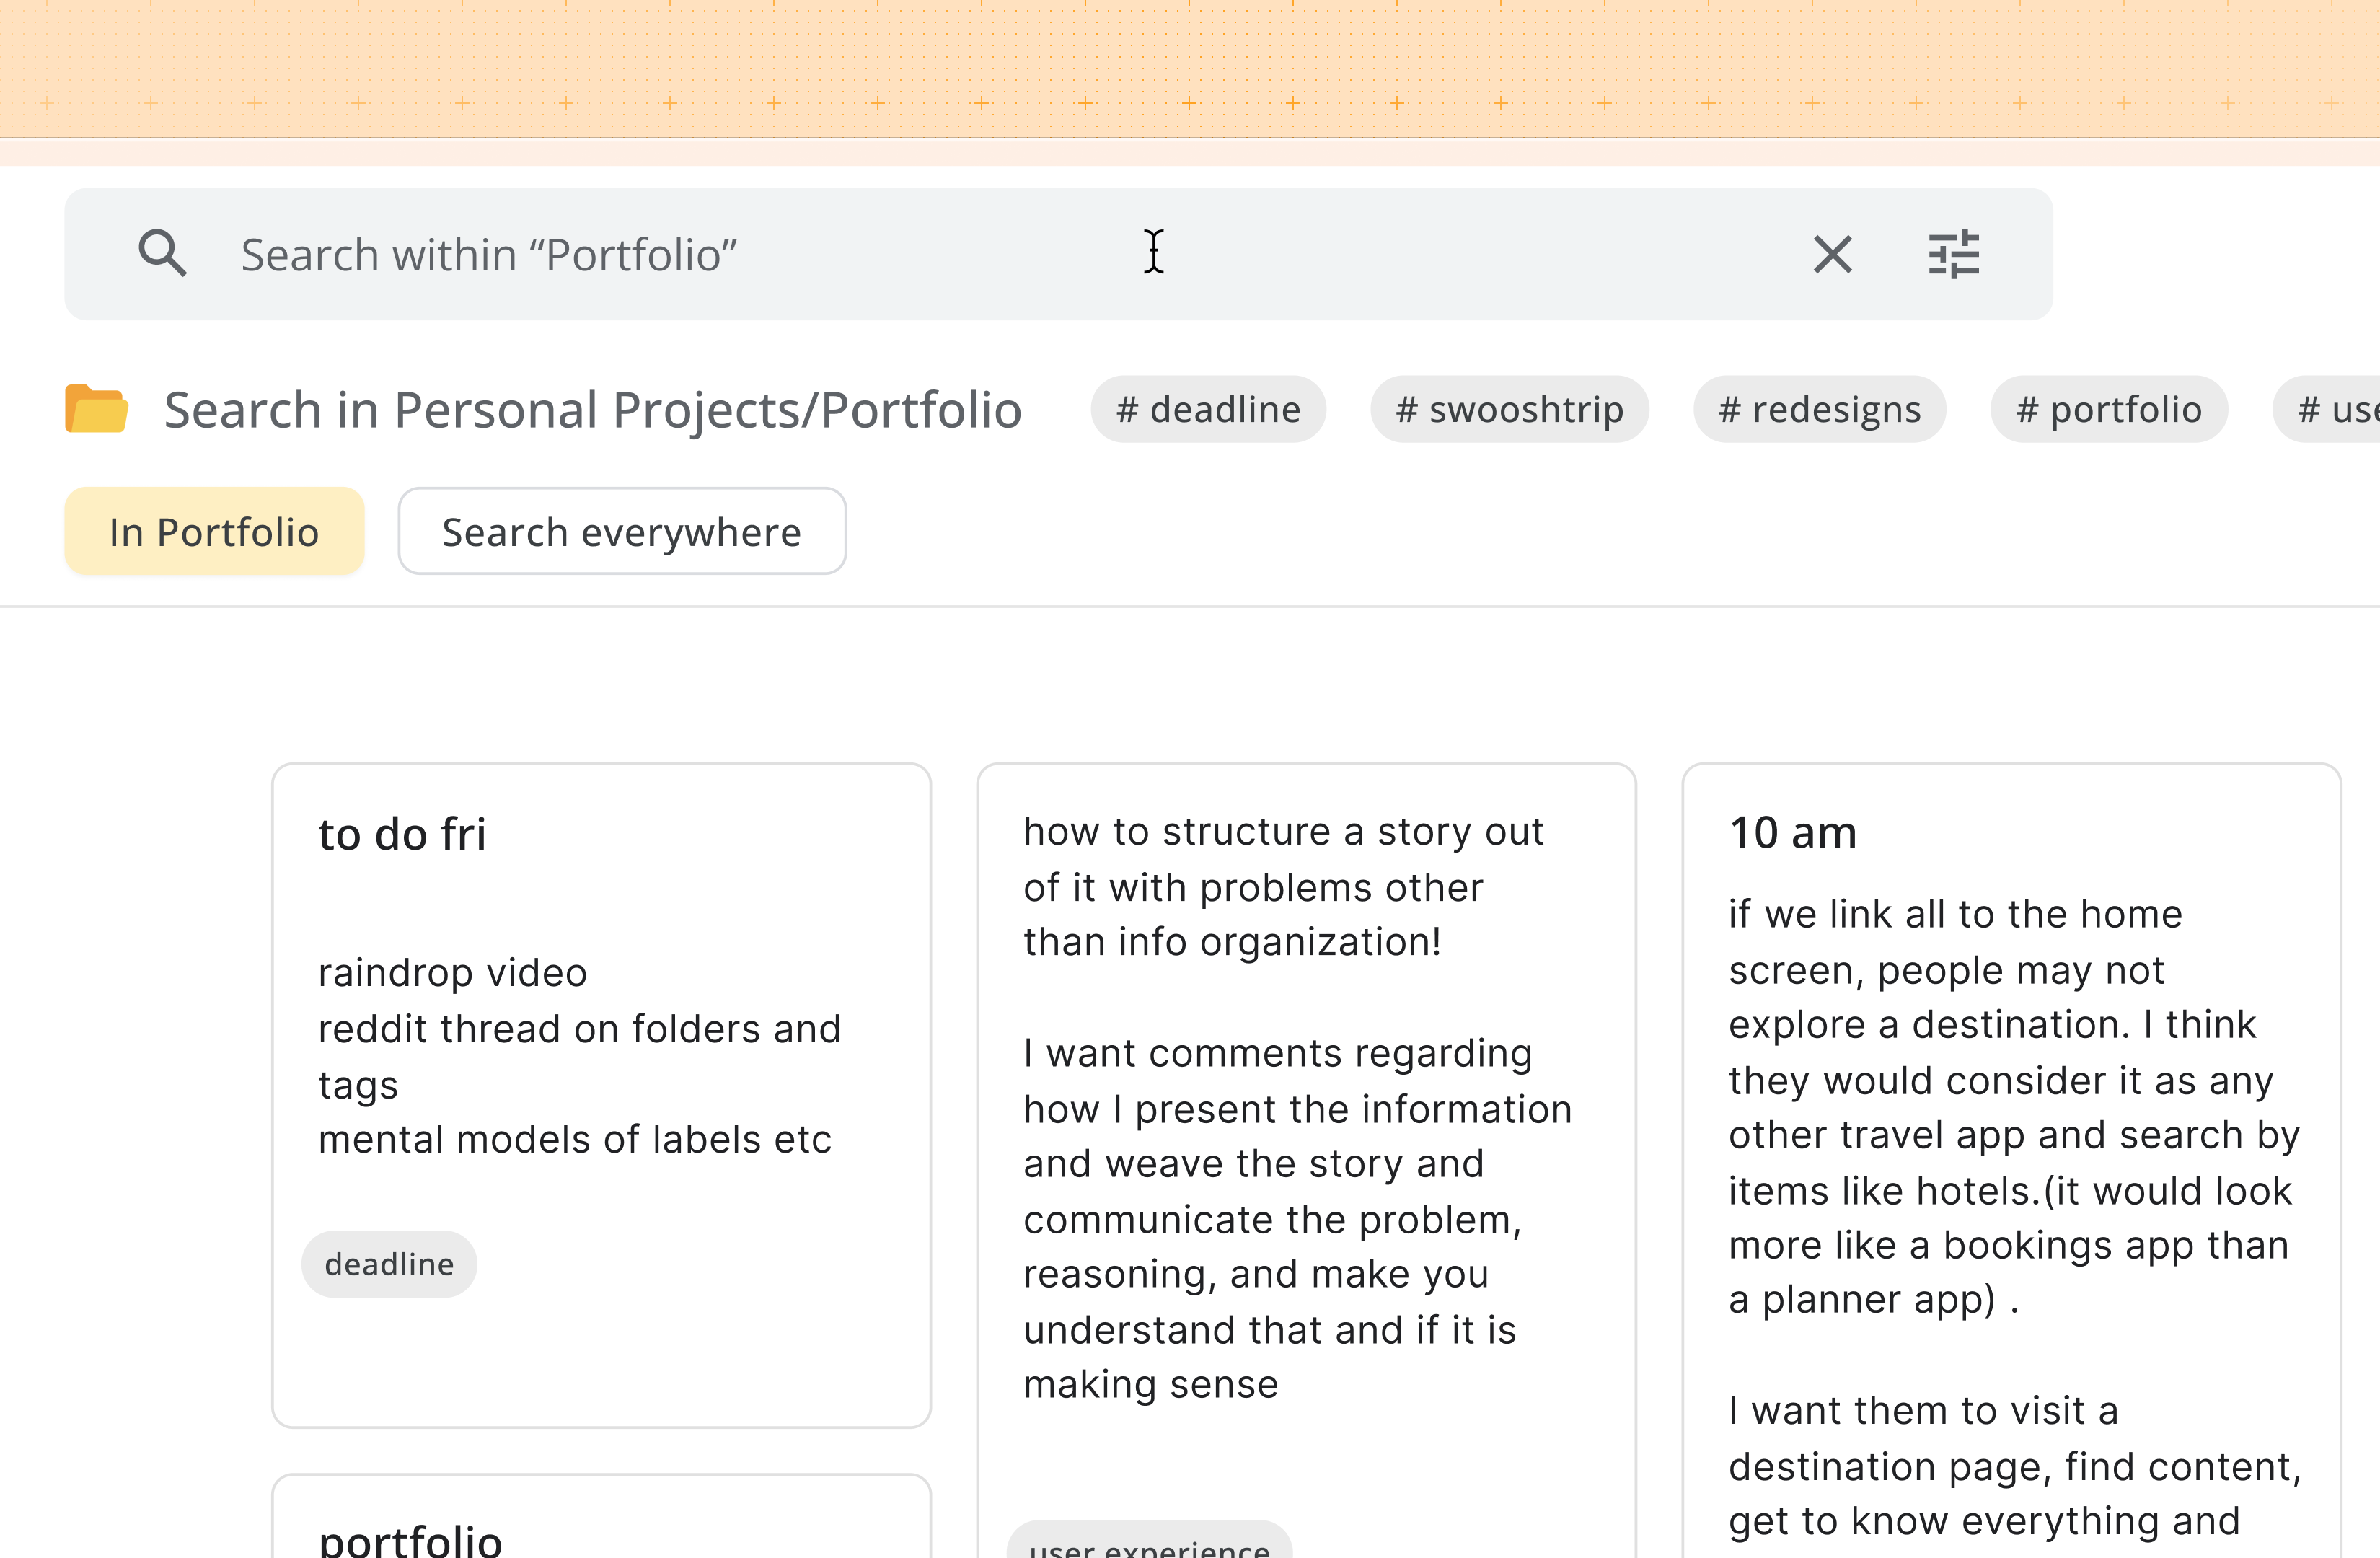 Search within “Portfolio”
Search in Personal Projects/Portfolio
# deadline
# swooshtrip
# redesigns
# portfolio
#
In Portfolio
Search everywhere
to do fri
raindrop video
reddit thread on folders and
tags
mental models of labels etc
deadline
portfolio
how to structure a story out
of it with problems other
than info organization!
I want comments regarding
how I present the information
and weave the story and
communicate the problem,
reasoning, and make you
understand that and if it is
making sense
user experience
10 am
if we link all to the home
screen, people may not
explore a destination. I think
they would consider it as any
other travel app and search by
items like hotels.(it would look
more like a bookings app than
a planner app) .
I want them to visit a
destination page, find content,
get to know everything and